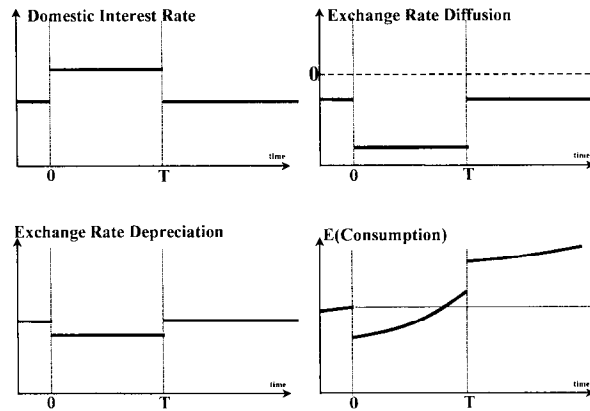 Domestic Interest Rate
time
0 T
Exchange Rate Diffusion
0
time
0 T
Exchange Rate Depreciation
time
0 T
E(Consumption)
time
0 T